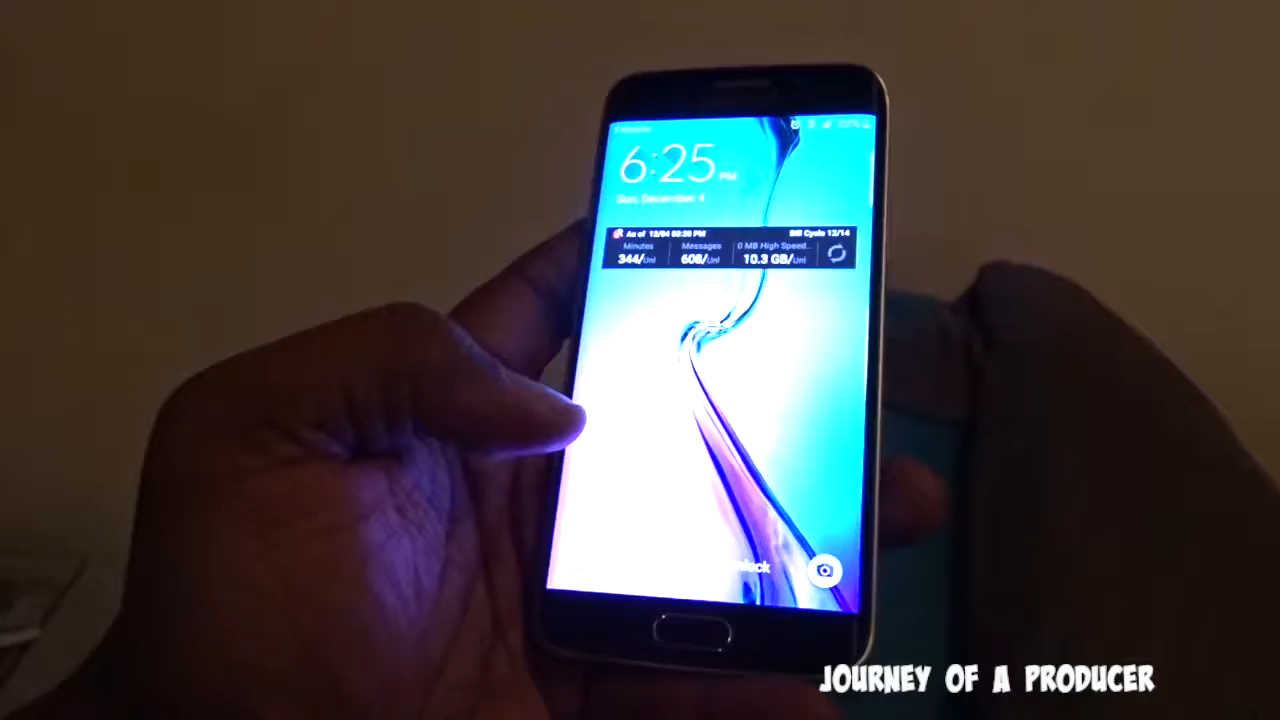 6:25 PM
Sun, December 4
As of 12/04 03:20 PM Bill Cycle 12/14
Minutes Messages 0 MB High Speed...
344/Unl 608/Unl 10.3 GB/Unl
JOURNEY OF A PRODUCER